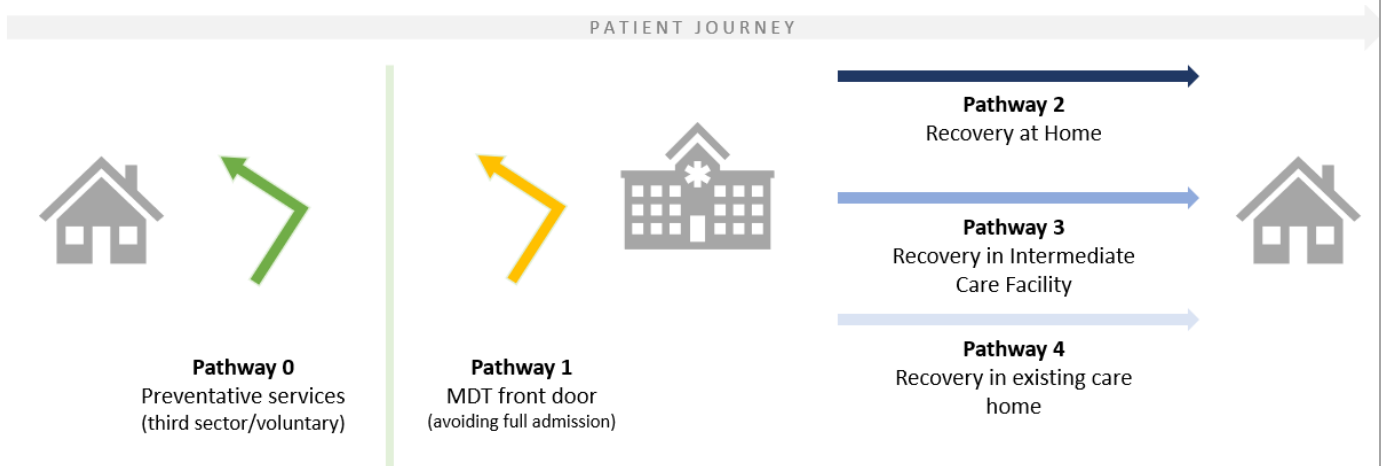 PATIENT JOURNEY
Pathway 0
Preventative services
(third sector/voluntary)
Pathway 1
MDT front door
(avoiding full admission)
Pathway 2
Recovery at Home
Pathway 3
Recovery in Intermediate
Care Facility
Pathway 4
Recovery in existing care
home